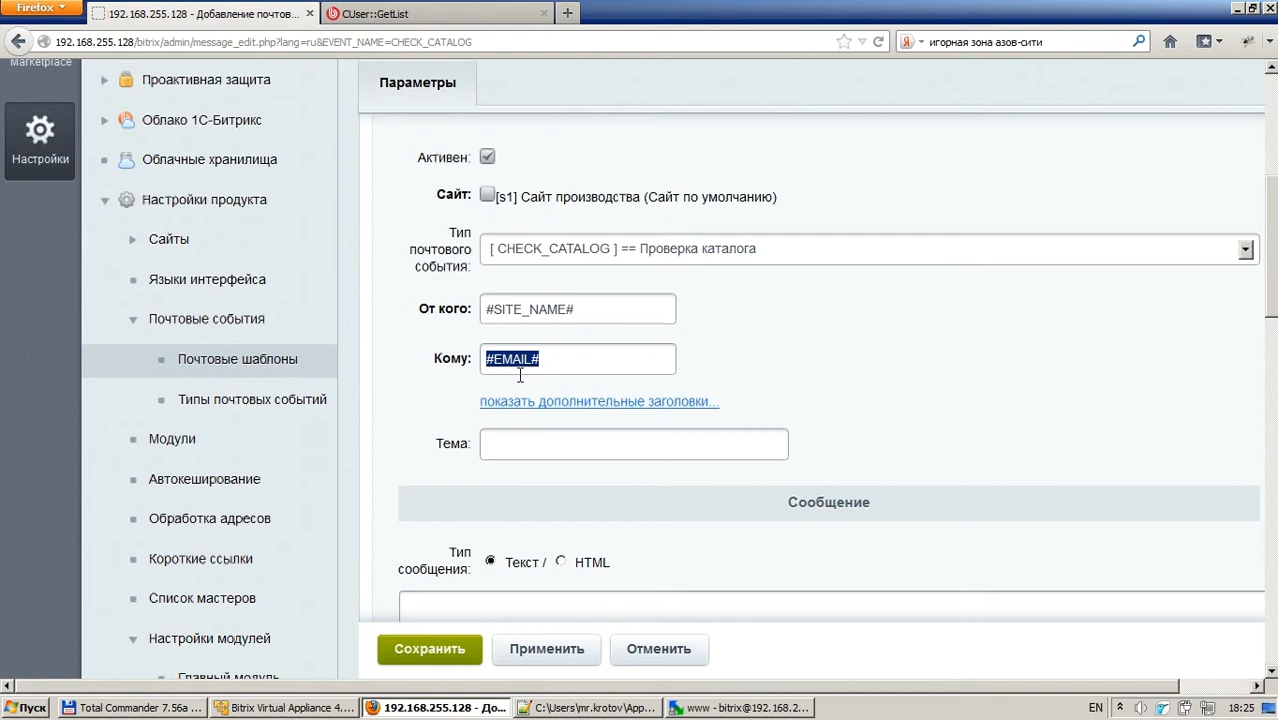 Firefox
192.168.255.128 - Добавление почтов...
CUser::GetList
192.168.255.128/bitrix/admin/message_edit.php?lang=ru&EVENT_NAME=CHECK_CATALOG
игорная зона азов-сити
Marketplace
Настройки
Проактивная защита
Облако 1С-Битрикс
Облачные хранилища
Настройки продукта
Сайты
Языки интерфейса
Почтовые события
Почтовые шаблоны
Типы почтовых событий
Модули
Автокеширование
Обработка адресов
Короткие ссылки
Список мастеров
Настройки модулей
Главный модуль
Параметры
Активен:
Сайт: [s1] Сайт производства (Сайт по умолчанию)
Тип почтового события: [ CHECK_CATALOG ] == Проверка каталога
От кого: #SITE_NAME#
Кому: #EMAIL#
показать дополнительные заголовки...
Тема:
Сообщение
Тип сообщения: Текст / HTML
Сохранить Применить Отменить
Пуск Total Commander 7.56a ... Bitrix Virtual Appliance 4.... 192.168.255.128 - До... C:\Users\mr.krotov\App... www - bitrix@192.168.2... EN 18:25